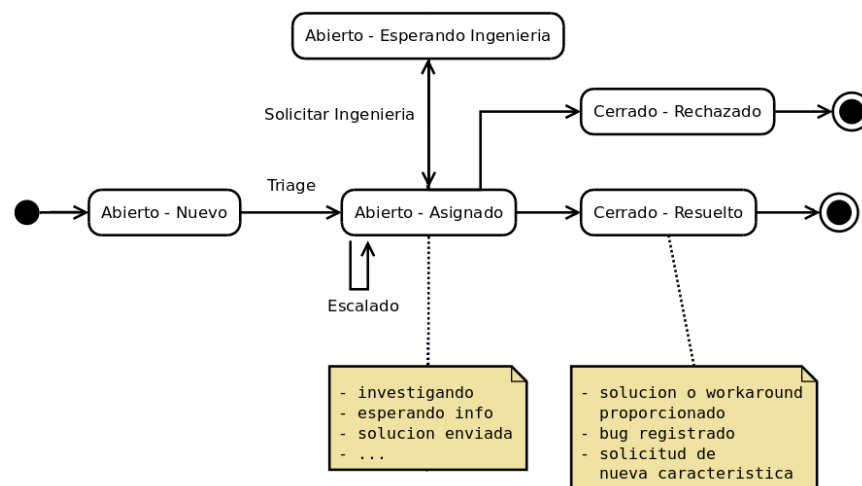 Abierto - Esperando Ingenieria
Solicitar Ingenieria
Cerrado - Rechazado
Triage
Abierto - Nuevo
Abierto - Asignado
Cerrado - Resuelto
Escalado
- investigando
- esperando info
- solucion enviada
- ...
- solucion o workaround
proporcionado
- bug registrado
- solicitud de
nueva caracteristica